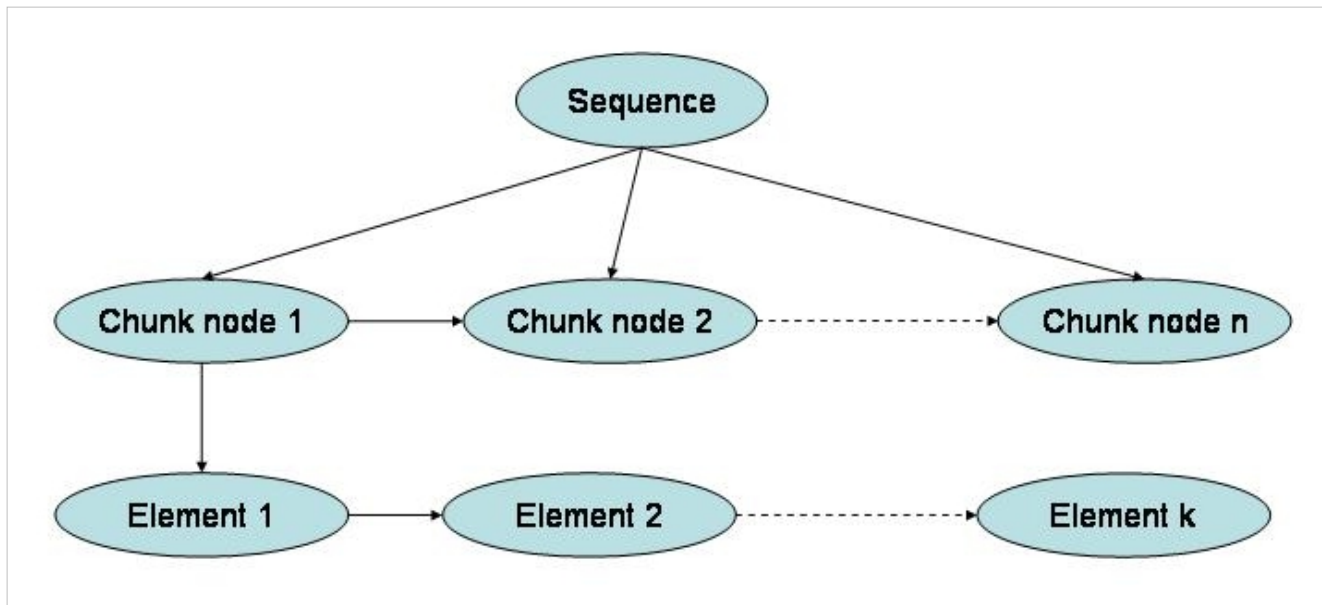 Sequence
Chunk node 1
Chunk node 2
Chunk node n
Element 1
Element 2
Element k